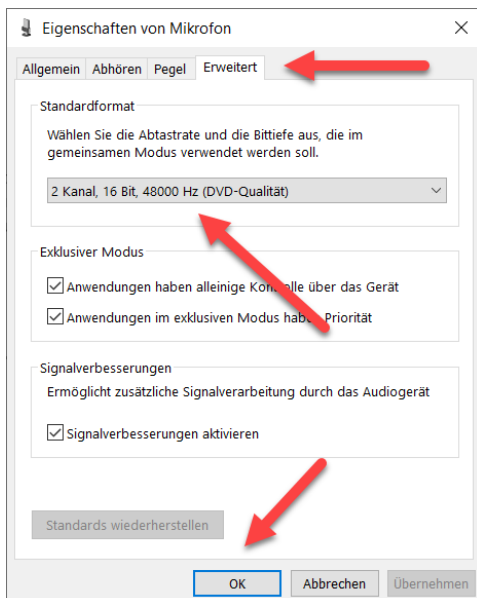 Eigenschaften von Mikrofon
Allgemein Abhören Pegel Erweitert
Standardformat
Wählen Sie die Abtastrate und die Bittiefe aus, die im
gemeinsamen Modus verwendet werden soll.
2 Kanal, 16 Bit, 48000 Hz (DVD-Qualität)
Exklusiver Modus
Anwendungen haben alleinige Kontrolle über das Gerät
Anwendungen im exklusiven Modus haben Priorität
Signalverbesserungen
Ermöglicht zusätzliche Signalverarbeitung durch das Audiogerät
Signalverbesserungen aktivieren
Standards wiederherstellen
OK Abbrechen Übernehmen